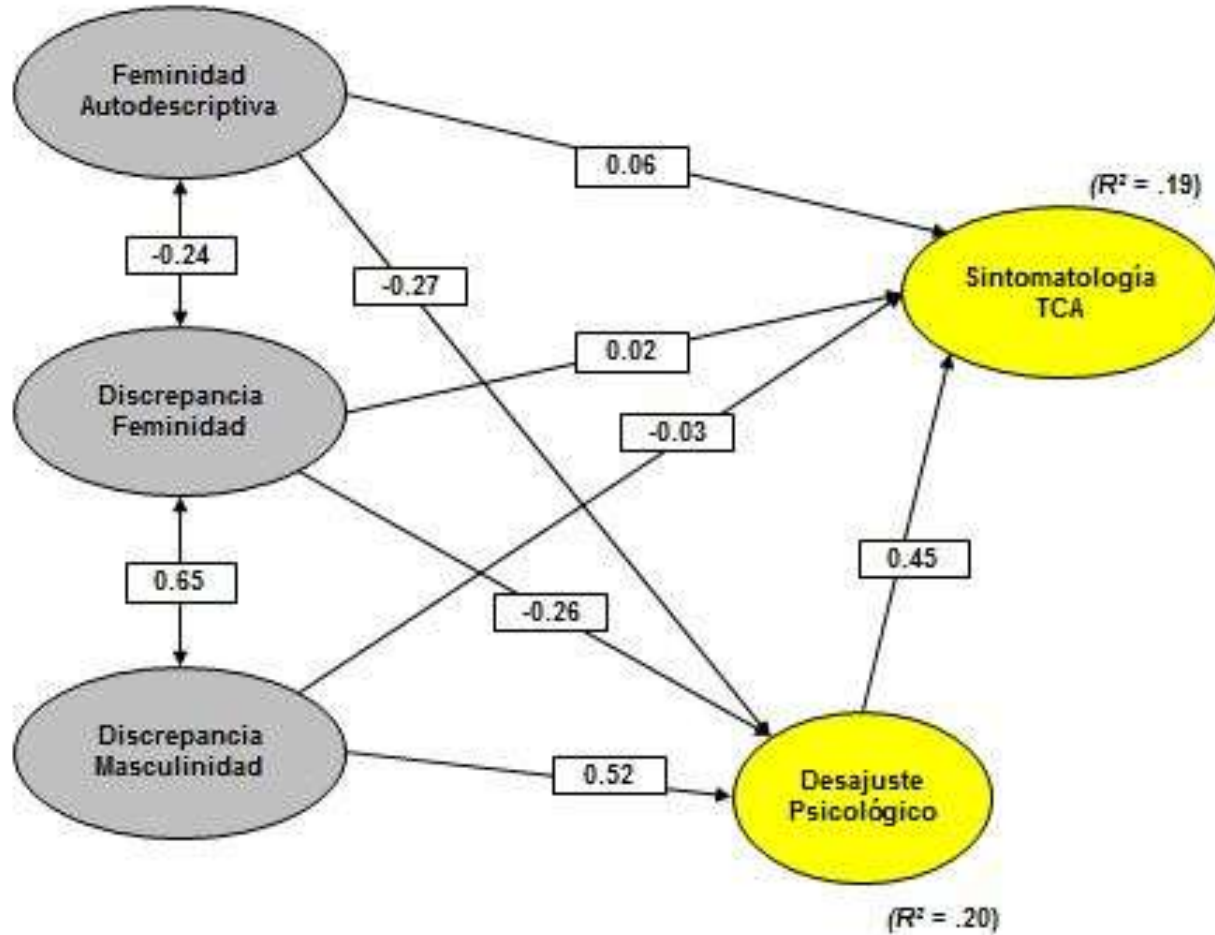 Feminidad
Autodescriptiva
0.06
(R² = .19)
-0.24
-0.27
Sintomatología
TCA
0.02
Discrepancia
Feminidad
-0.03
0.45
0.65
-0.26
Discrepancia
Masculinidad
0.52
Desajuste
Psicológico
(R² = .20)